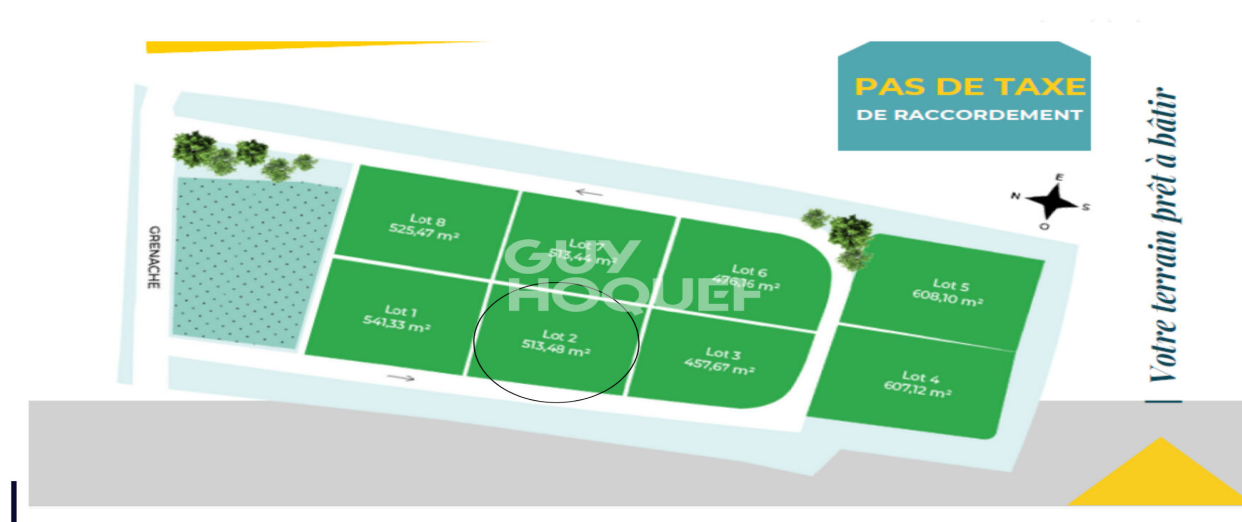 PAS DE TAXE
DE RACCORDEMENT
Votre terrain prêt à bâtir
E
N
S
O
GRENACHE
Lot 8
525,47 m²
Lot 7
513,44 m²
Lot 6
476,16 m²
Lot 5
608,10 m²
GUY
HOQUET
Lot 1
541,33 m²
Lot 2
513,48 m²
Lot 3
457,67 m²
Lot 4
607,12 m²